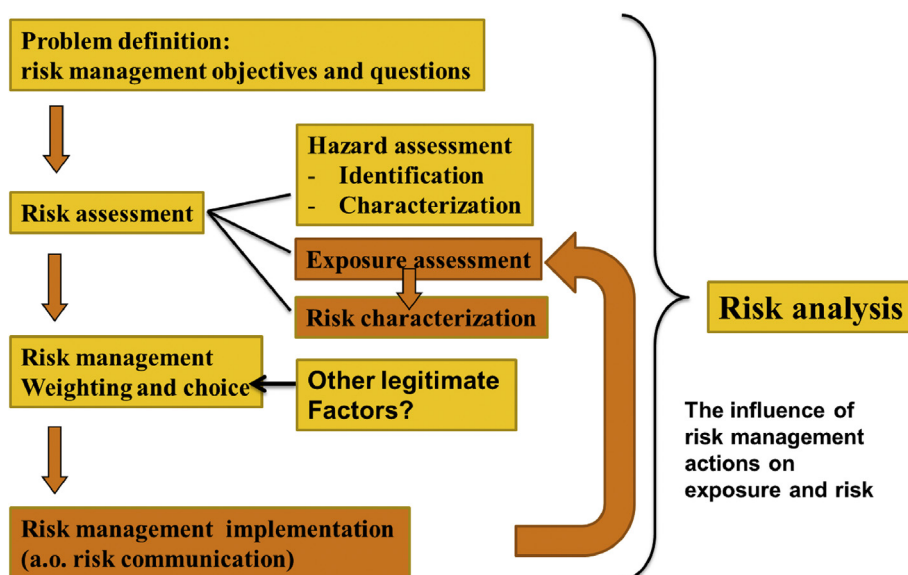 Problem definition:
risk management objectives and questions
Hazard assessment
- Identification
- Characterization
Risk assessment
Exposure assessment
Risk characterization
Risk analysis
Risk management
Weighting and choice
Other legitimate
Factors?
The influence of
risk management
actions on
exposure and risk
Risk management implementation
(a.o. risk communication)